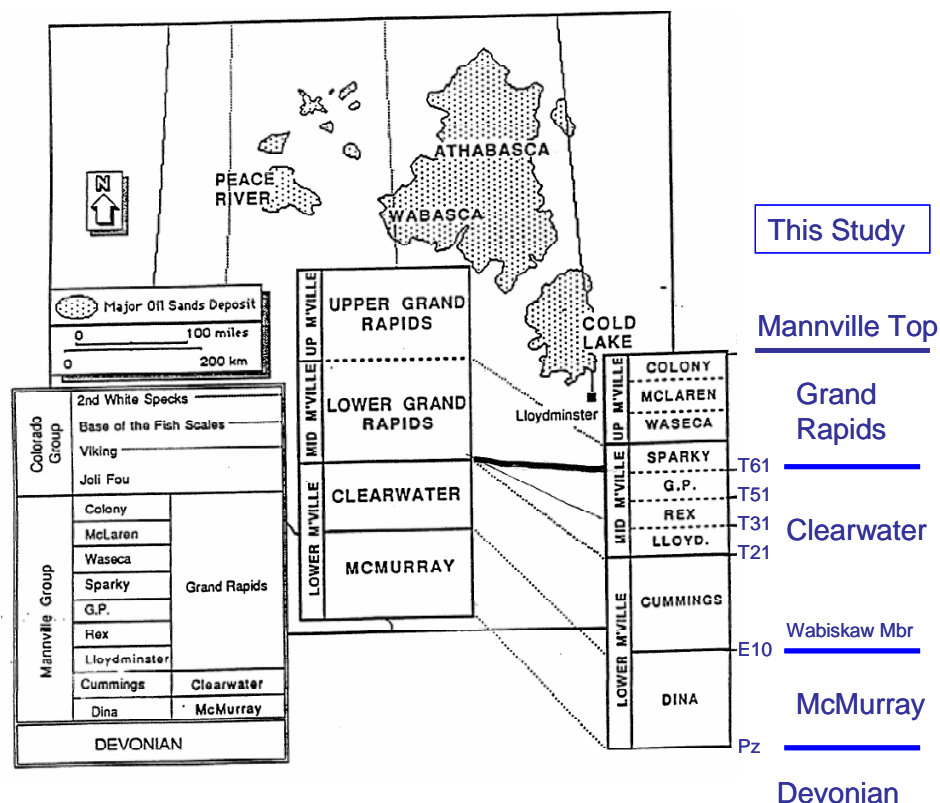 N
PEACE
RIVER
ATHABASCA
WABASCA
COLD
LAKE
Lloydminster
Major Oil Sands Deposit
0 100 miles
0 200 km
Colorado
Group
2nd White Specks
Base of the Fish Scales
Viking
Joli Fou
Mannville Group
Colony
McLaren
Waseca
Sparky
G.P.
Rex
Lloydminster
Grand Rapids
Cummings
Clearwater
Dina
McMurray
DEVONIAN
UP M'VILLE
UPPER GRAND
RAPIDS
MID M'VILLE
LOWER GRAND
RAPIDS
LOWER M'VILLE
CLEARWATER
MCMURRAY
UP M'VILLE
COLONY
MCLAREN
WASECA
MID M'VILLE
SPARKY
G.P.
REX
LLOYD.
LOWER M'VILLE
CUMMINGS
DINA
T61
T51
T31
T21
E10
Pz
This Study
Mannville Top
Grand
Rapids
Clearwater
Wabiskaw Mbr
McMurray
Devonian